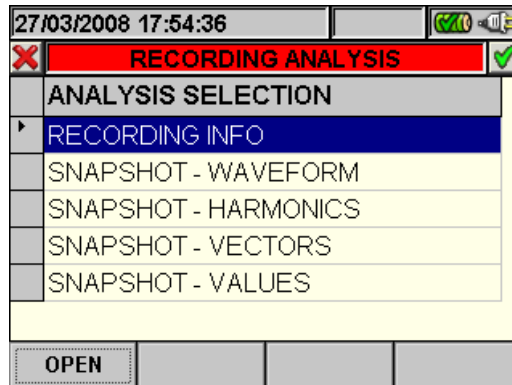 27/03/2008 17:54:36
RECORDING ANALYSIS
ANALYSIS SELECTION
RECORDING INFO
SNAPSHOT - WAVEFORM
SNAPSHOT - HARMONICS
SNAPSHOT - VECTORS
SNAPSHOT - VALUES
OPEN